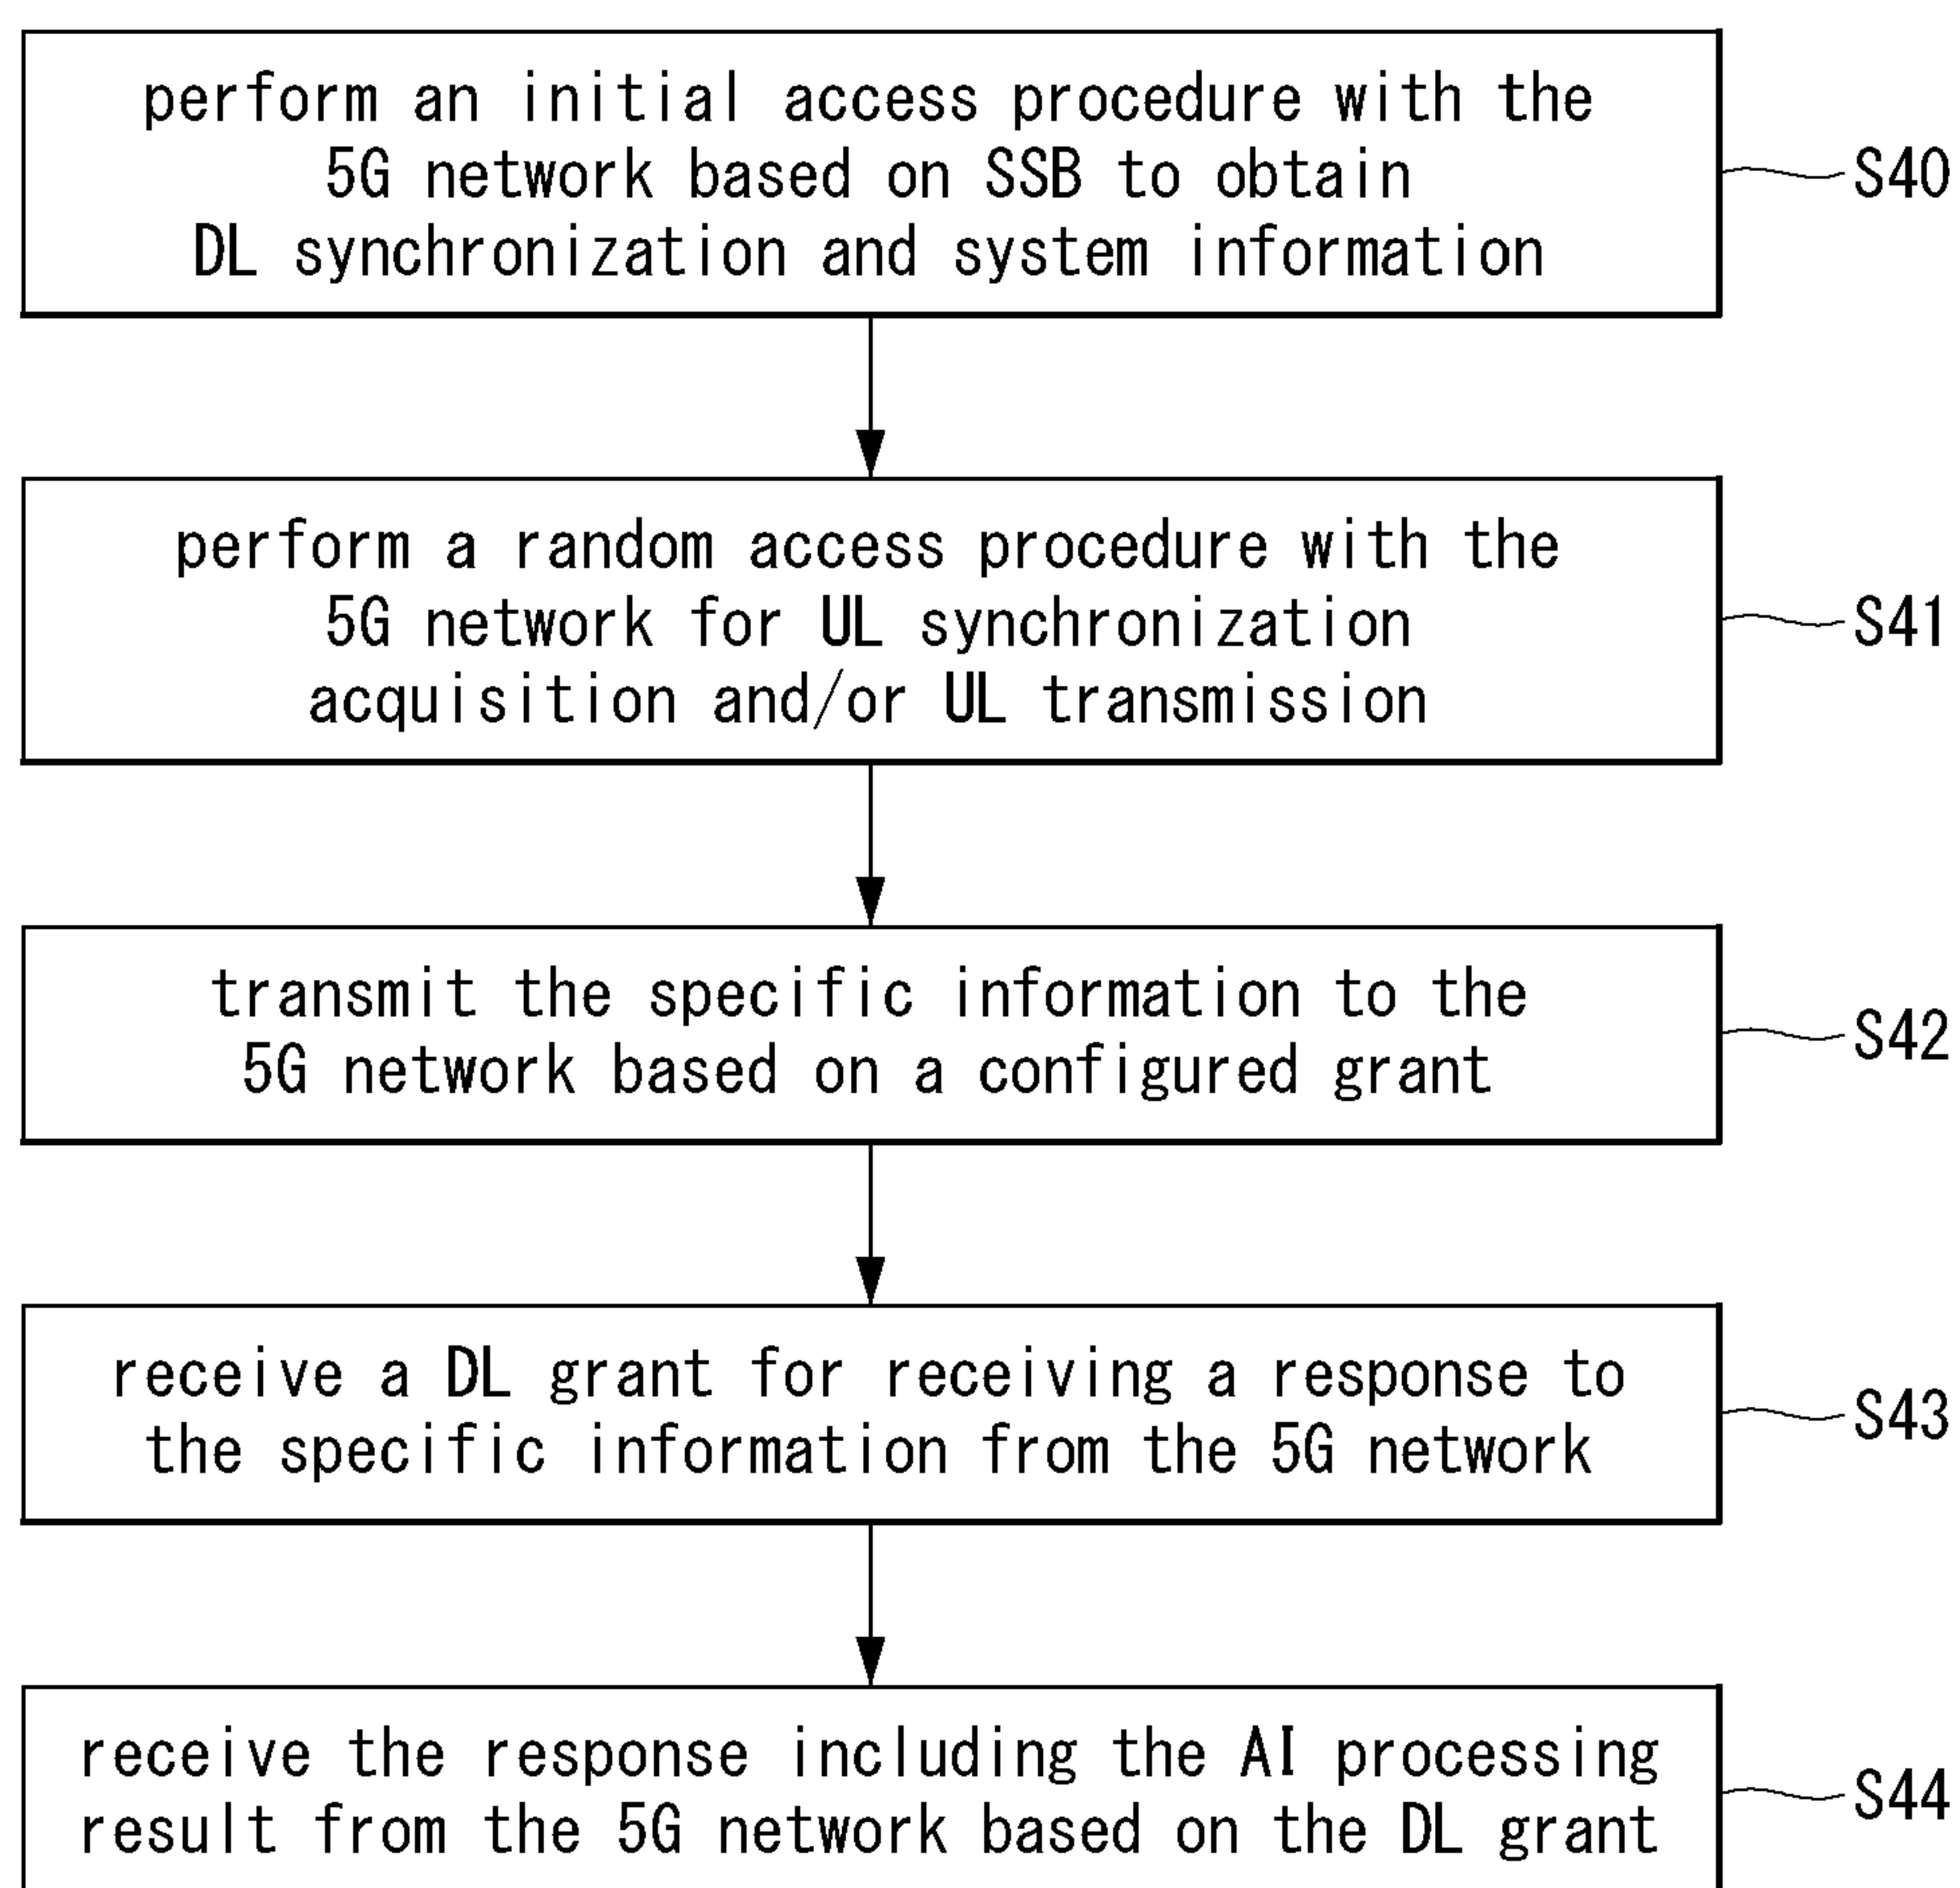 perform an initial access procedure with the
5G network based on SSB to obtain
DL synchronization and system information
S40
perform a random access procedure with the
5G network for UL synchronization
acquisition and/or UL transmission
S41
transmit the specific information to the
5G network based on a configured grant
S42
receive a DL grant for receiving a response to
the specific information from the 5G network
S43
receive the response including the AI processing
result from the 5G network based on the DL grant
S44